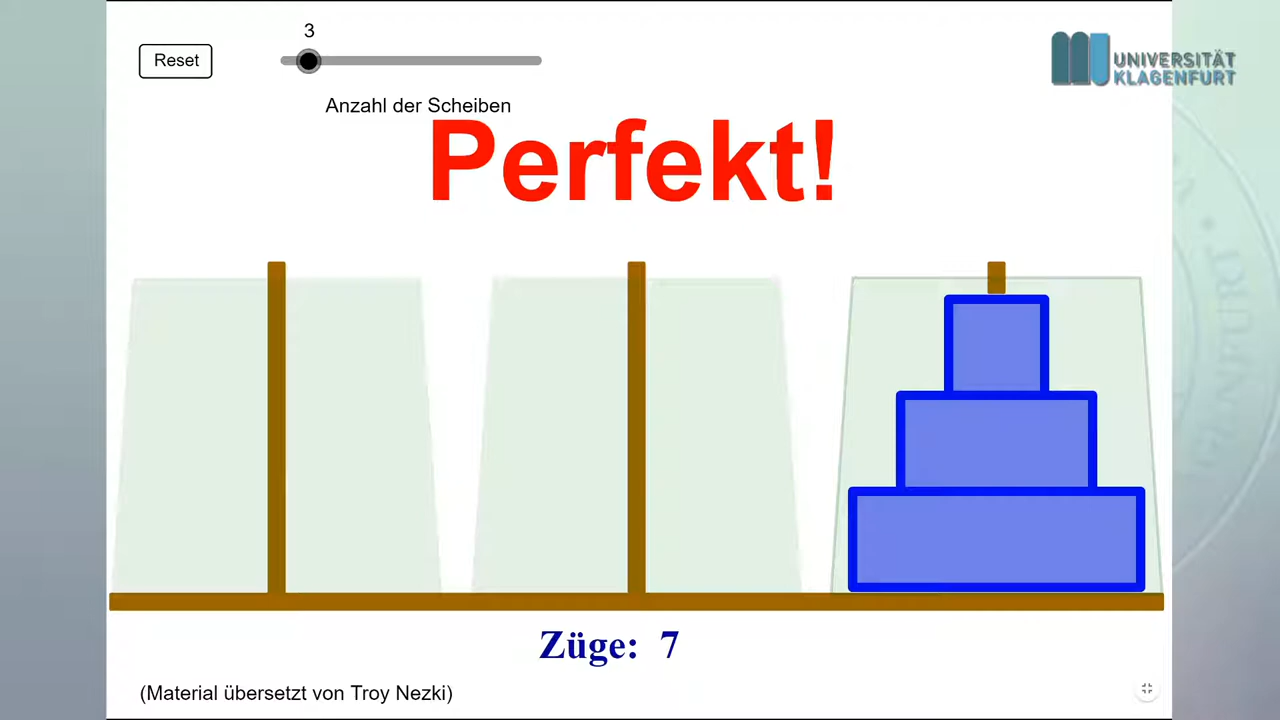 3
Reset
Anzahl der Scheiben
UNIVERSITÄT
KLAGENFURT
Perfekt!
Züge: 7
(Material übersetzt von Troy Nezki)